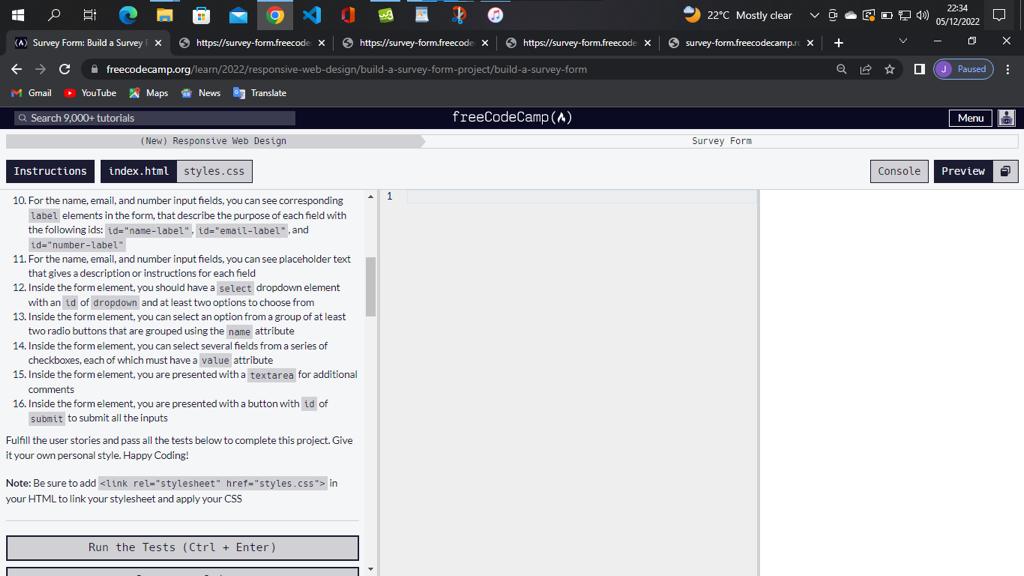 22:34
22°C Mostly clear
05/12/2022
Survey Form: Build a Survey
https://survey-form.freecode
https://survey-form.freecode
https://survey-form.freecode
survey-form.freecodecamp.r
freecodecamp.org/learn/2022/responsive-web-design/build-a-survey-form-project/build-a-survey-form
J Paused
Gmail YouTube Maps News Translate
Search 9,000+ tutorials
freeCodeCamp
Menu
(New) Responsive Web Design
Survey Form
Instructions index.html styles.css Console Preview
10. For the name, email, and number input fields, you can see corresponding
label elements in the form, that describe the purpose of each field with
the following ids: id="name-label", id="email-label", and
id="number-label"
11. For the name, email, and number input fields, you can see placeholder text
that gives a description or instructions for each field
12. Inside the form element, you should have a select dropdown element
with an id of dropdown and at least two options to choose from
13. Inside the form element, you can select an option from a group of at least
two radio buttons that are grouped using the name attribute
14. Inside the form element, you can select several fields from a series of
checkboxes, each of which must have a value attribute
15. Inside the form element, you are presented with a textarea for additional
comments
16. Inside the form element, you are presented with a button with id of
submit to submit all the inputs
Fulfill the user stories and pass all the tests below to complete this project. Give
it your own personal style. Happy Coding!
Note: Be sure to add <link rel="stylesheet" href="styles.css"> in
your HTML to link your stylesheet and apply your CSS
Run the Tests (Ctrl + Enter)
1